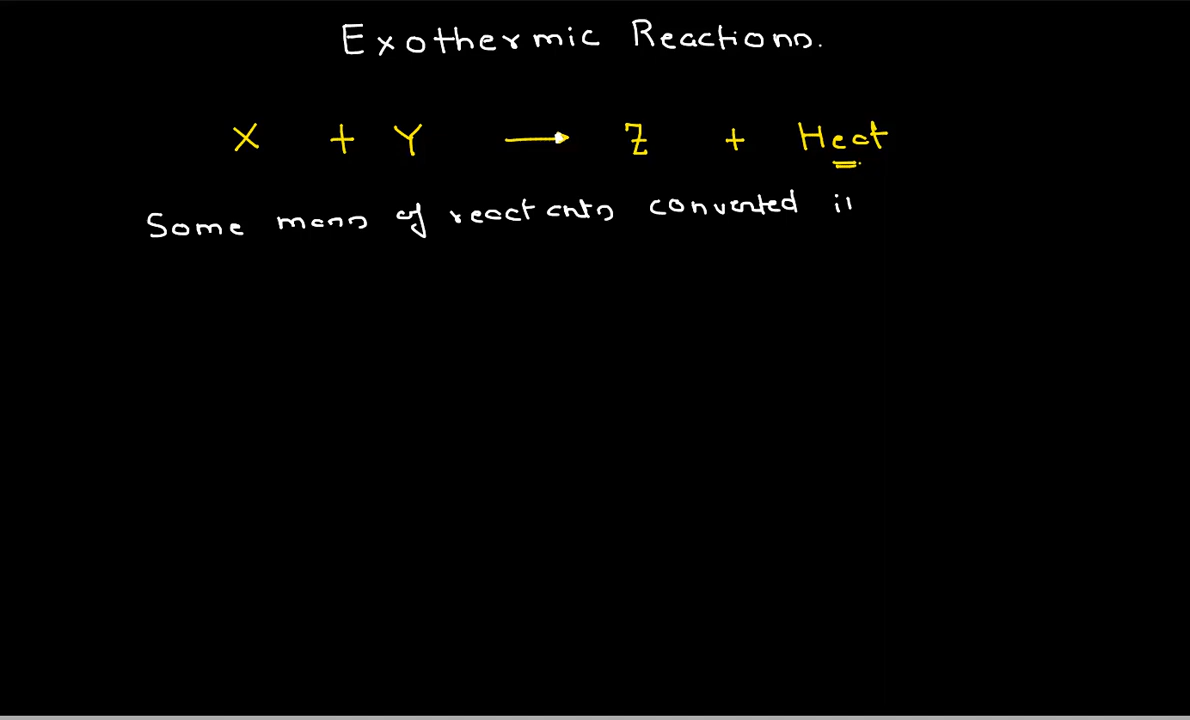 Exothermic Reactions.
X + Y → Z + Heat
Some mass of reactants converted i